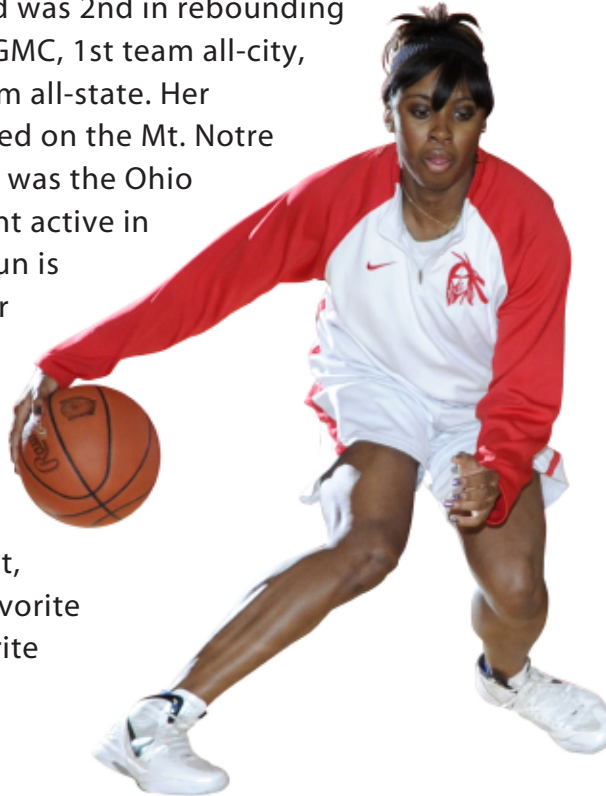 d was 2nd in rebounding
GMC, 1st team all-city,
m all-state. Her
ed on the Mt. Notre
was the Ohio
nt active in
un is
r
t,
vorite
rite